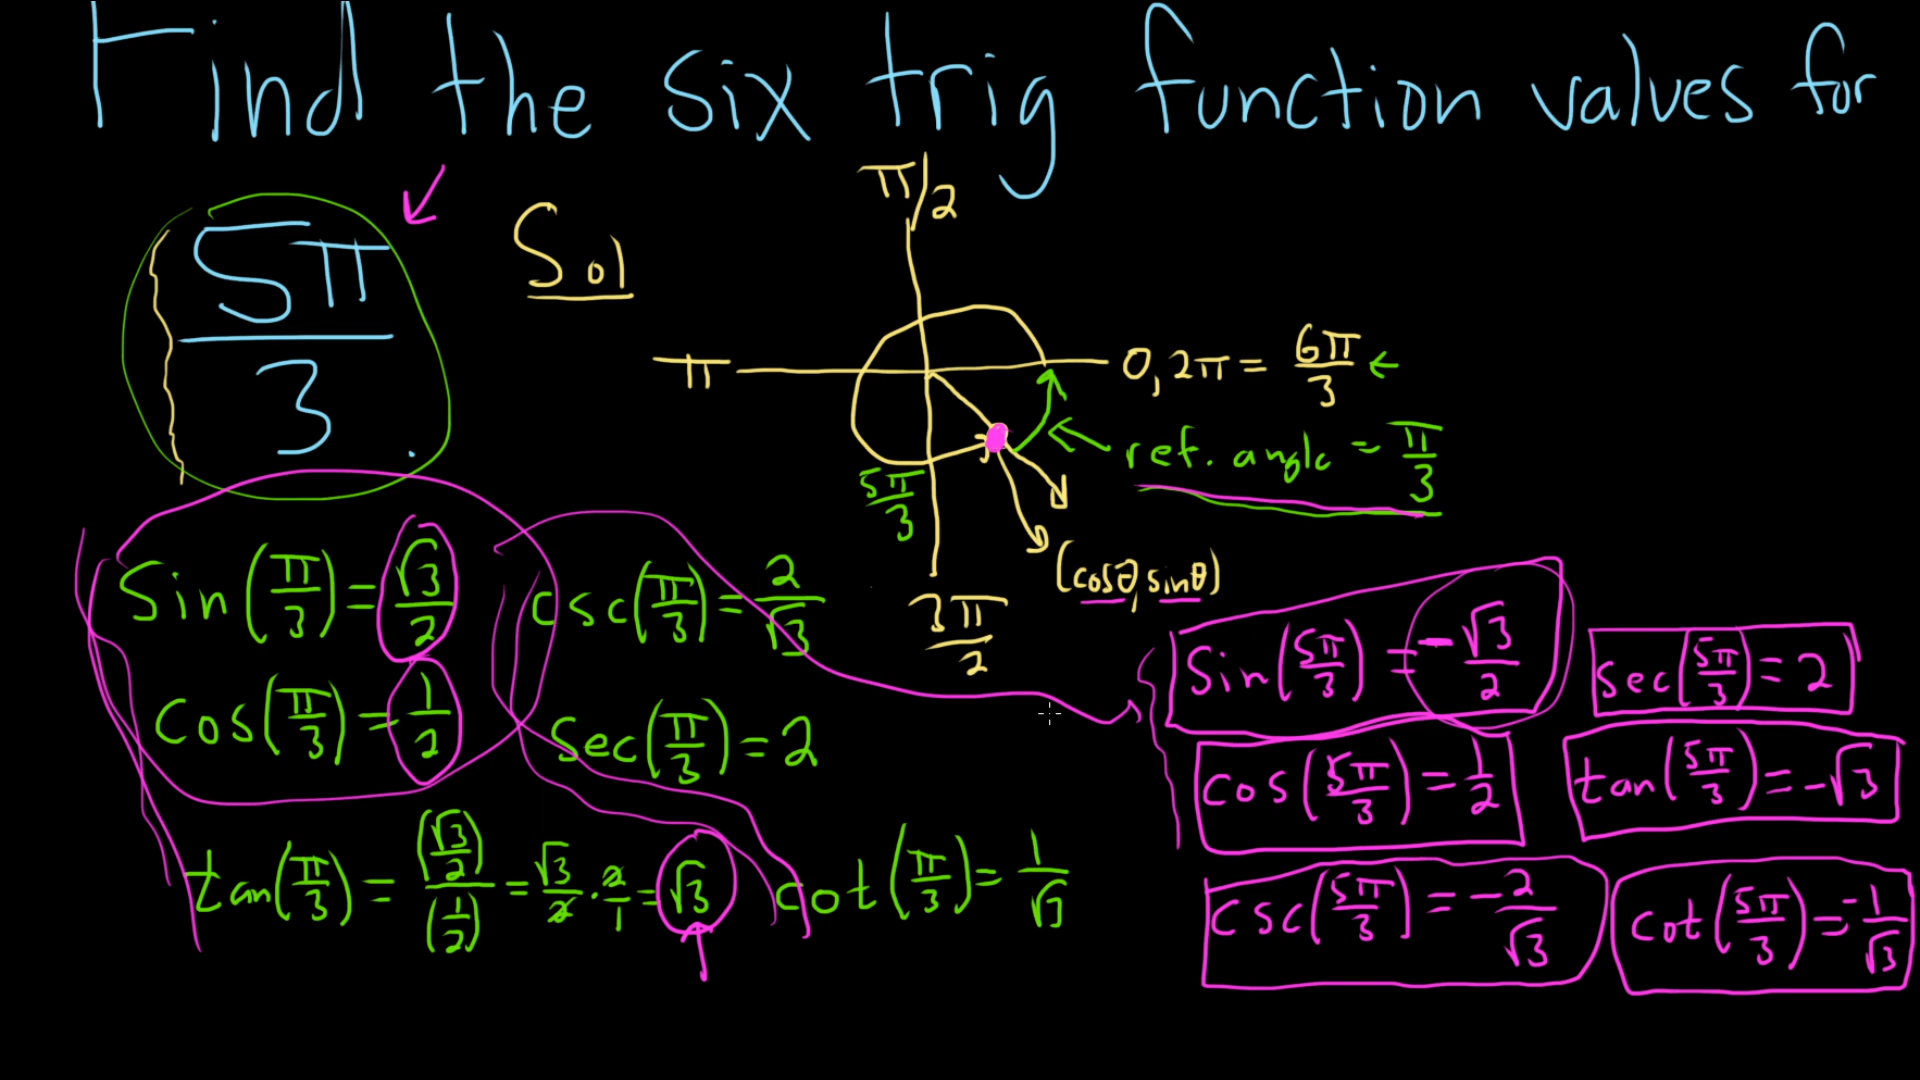 Find the six trig function values for
5π/3.
Sol
π/2
π
0, 2π = 6π/3 ←
ref. angle = π/3
5π/3
3π/2
(cosθ, sinθ)
Sin(π/3) = √3/2
csc(π/3) = 2/√3
Cos(π/3) = 1/2
Sec(π/3) = 2
tan(π/3) = (√3/2)/(1/2) = √3/2 · 2/1 = √3
cot(π/3) = 1/√3
Sin(5π/3) = -√3/2
Sec(5π/3) = 2
cos(5π/3) = 1/2
tan(5π/3) = -√3
csc(5π/3) = -2/√3
cot(5π/3) = -1/√3